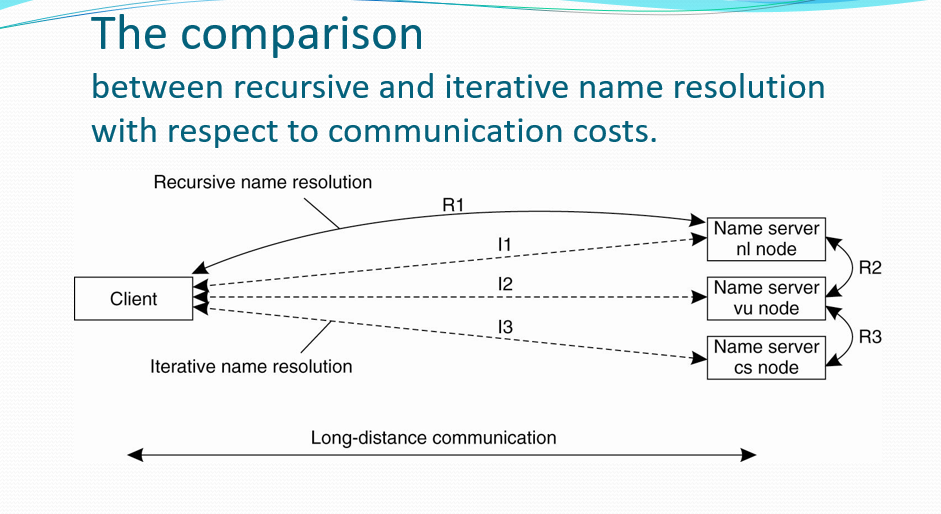 The comparison
between recursive and iterative name resolution
with respect to communication costs.
Recursive name resolution
R1
Name server
nl node
I1
R2
I2
Client
Name server
vu node
I3
R3
Name server
cs node
Iterative name resolution
Long-distance communication